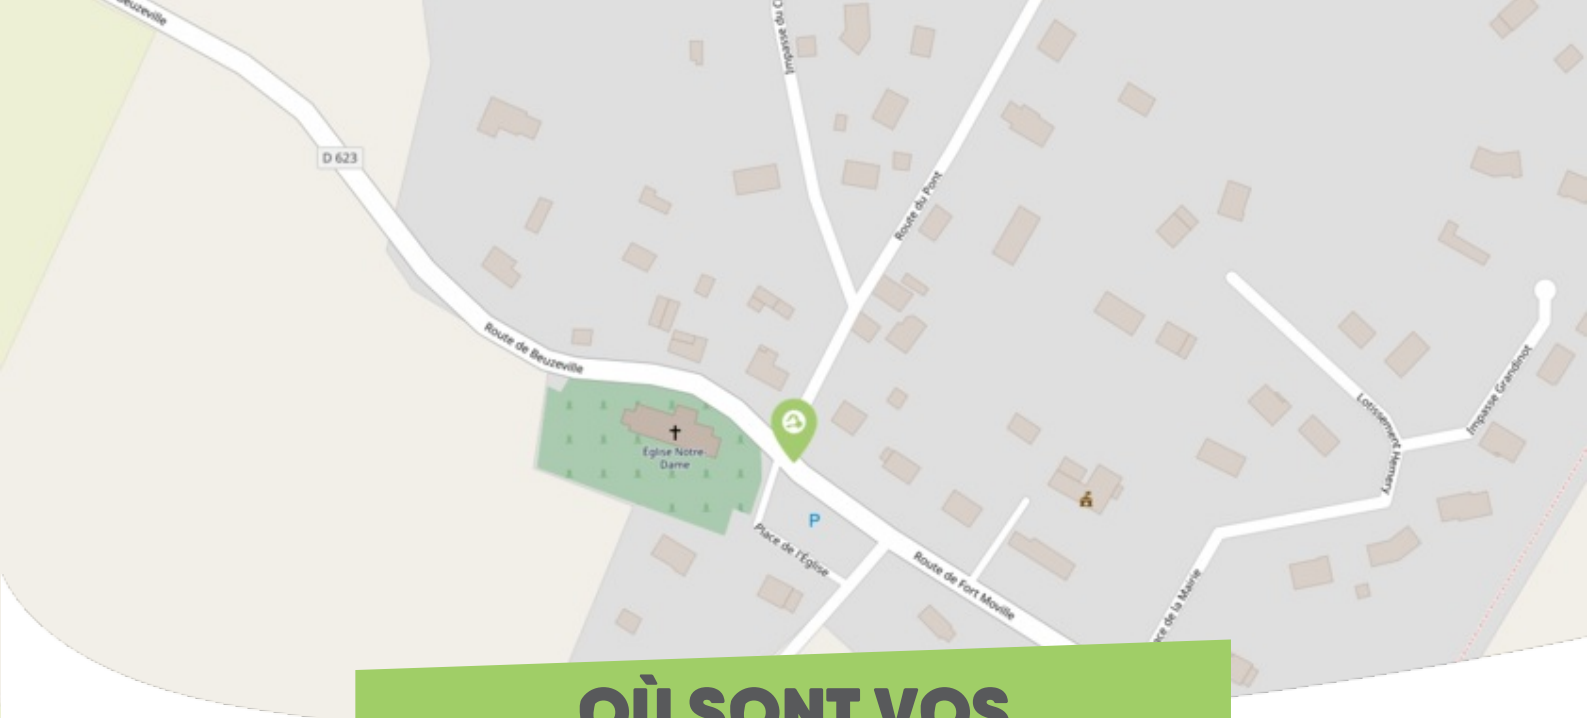 Beuzeville
Impasse du C
D 623
Route du Pont
Route de Beuzeville
Impasse Grandinot
Lotissement Hemery
Eglise Notre-
Dame
P
Place de l'Église
Route de Fort Moville
ace de la Mairie
OÙ SONT VOS